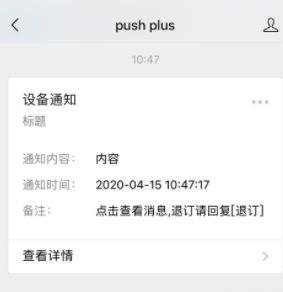 push plus
10:47
设备通知
标题
通知内容： 内容
通知时间： 2020-04-15 10:47:17
备注： 点击查看消息,退订请回复[退订]
查看详情